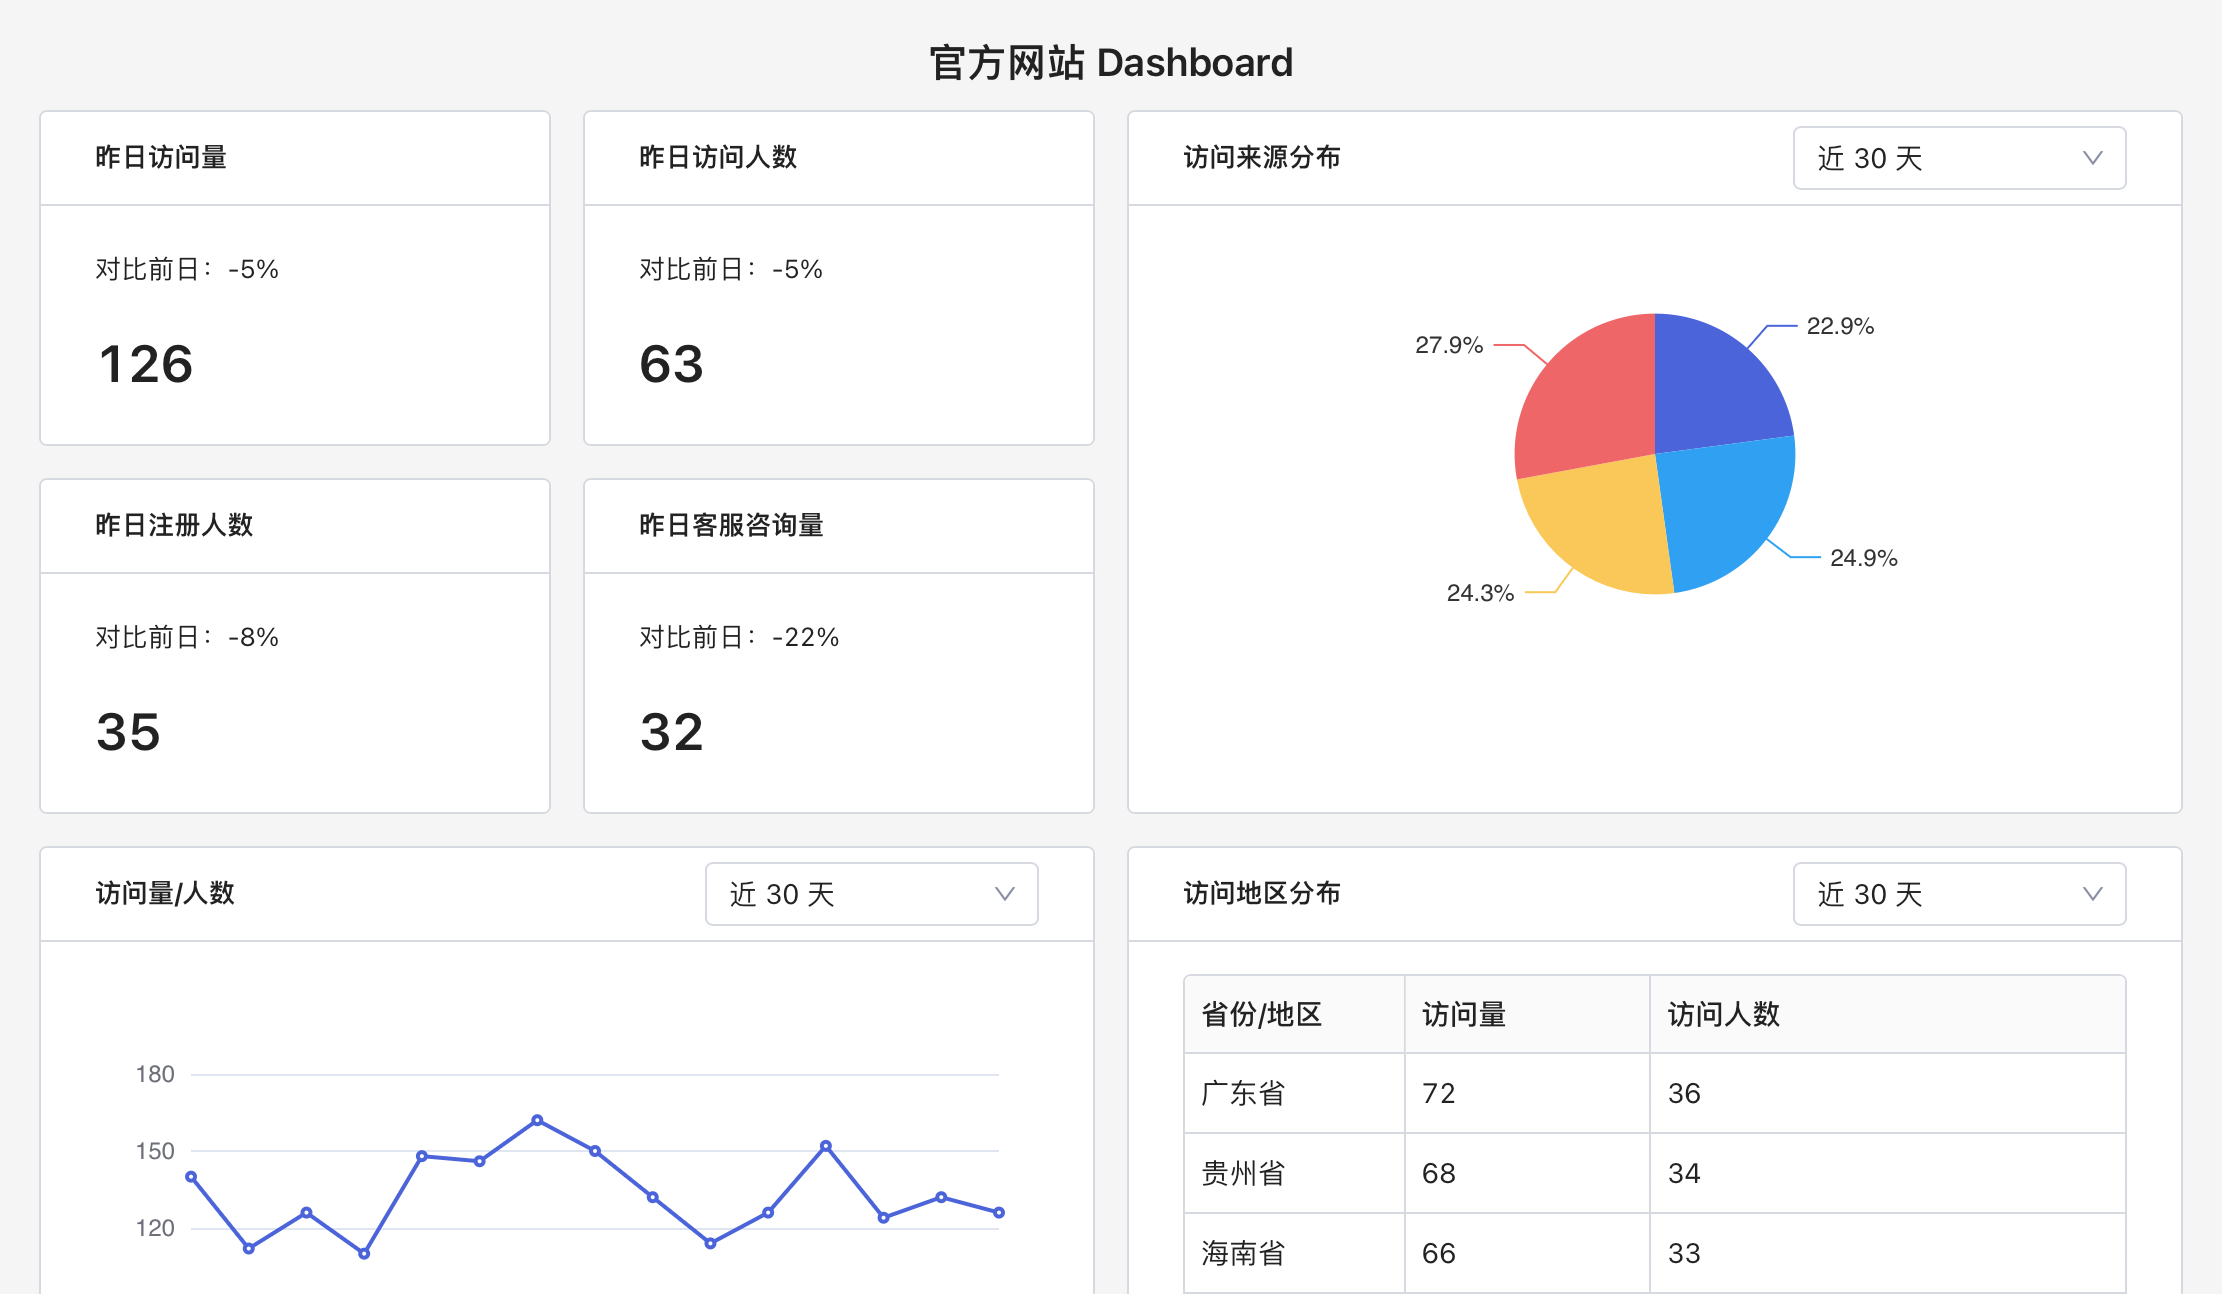 官方网站 Dashboard
昨日访问量
对比前日：-5%
126
昨日访问人数
对比前日：-5%
63
访问来源分布
近 30 天
22.9%
27.9%
24.9%
24.3%
昨日注册人数
对比前日：-8%
35
昨日客服咨询量
对比前日：-22%
32
访问量/人数
近 30 天
180
150
120
访问地区分布
近 30 天
省份/地区 访问量 访问人数
广东省 72 36
贵州省 68 34
海南省 66 33